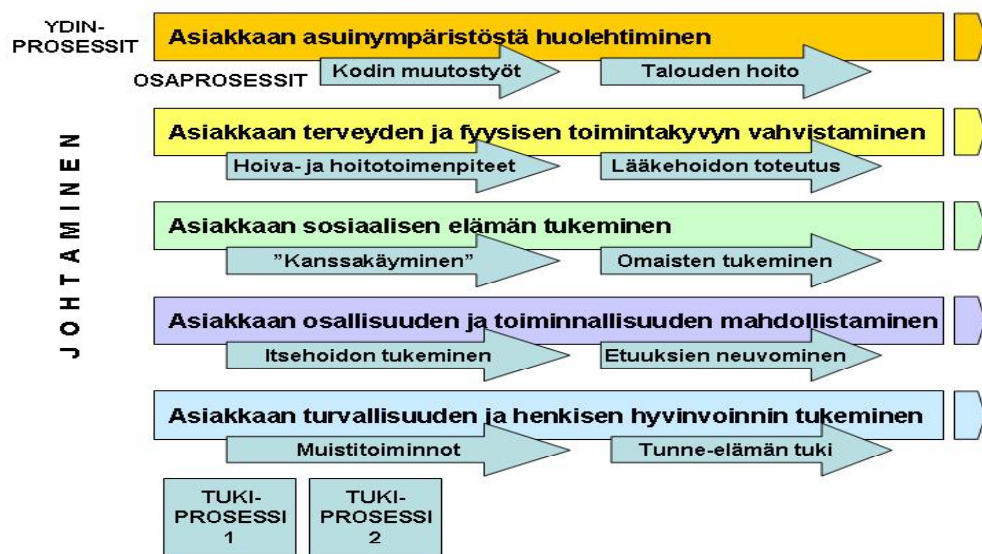 YDIN-
PROSESSIT
Asiakkaan asuinympäristöstä huolehtiminen
OSAPROSESSIT
Kodin muutostyöt
Talouden hoito
JOHTAMINEN
Asiakkaan terveyden ja fyysisen toimintakyvyn vahvistaminen
Hoiva- ja hoitotoimenpiteet
Lääkehoidon toteutus
Asiakkaan sosiaalisen elämän tukeminen
”Kanssakäyminen”
Omaisten tukeminen
Asiakkaan osallisuuden ja toiminnallisuuden mahdollistaminen
Itsehoidon tukeminen
Etuuksien neuvominen
Asiakkaan turvallisuuden ja henkisen hyvinvoinnin tukeminen
Muistitoiminnot
Tunne-elämän tuki
TUKI-
PROSESSI
1
TUKI-
PROSESSI
2